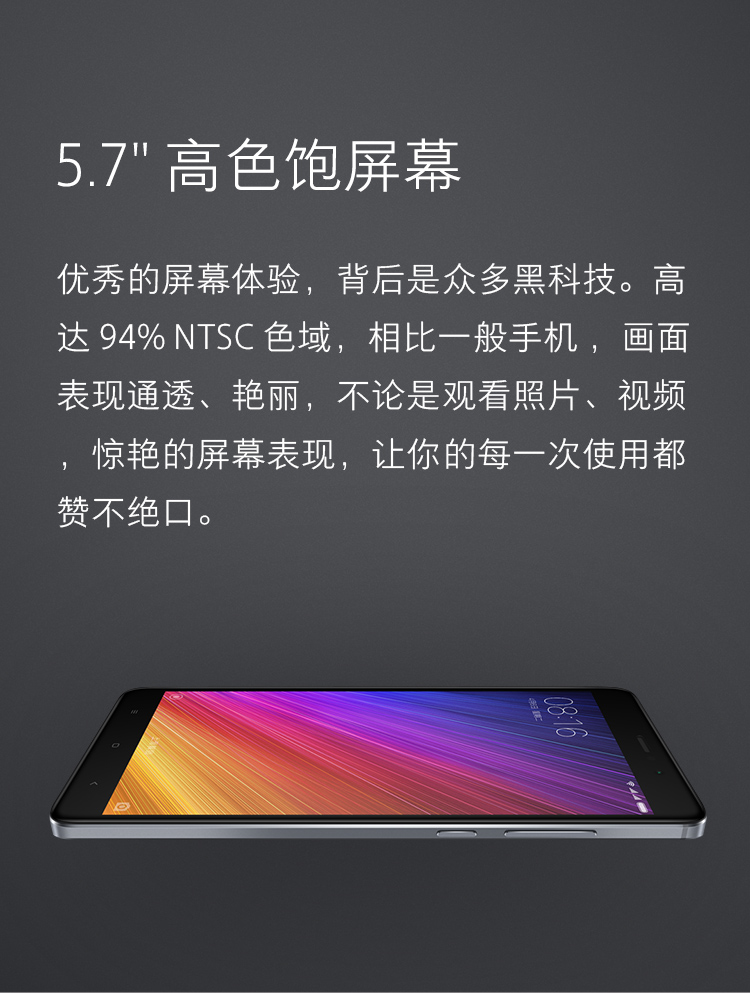 5.7" 高色饱屏幕
优秀的屏幕体验，背后是众多黑科技。高
达 94% NTSC 色域，相比一般手机 ，画面
表现通透、艳丽，不论是观看照片、视频
，惊艳的屏幕表现，让你的每一次使用都
赞不绝口。
08:16